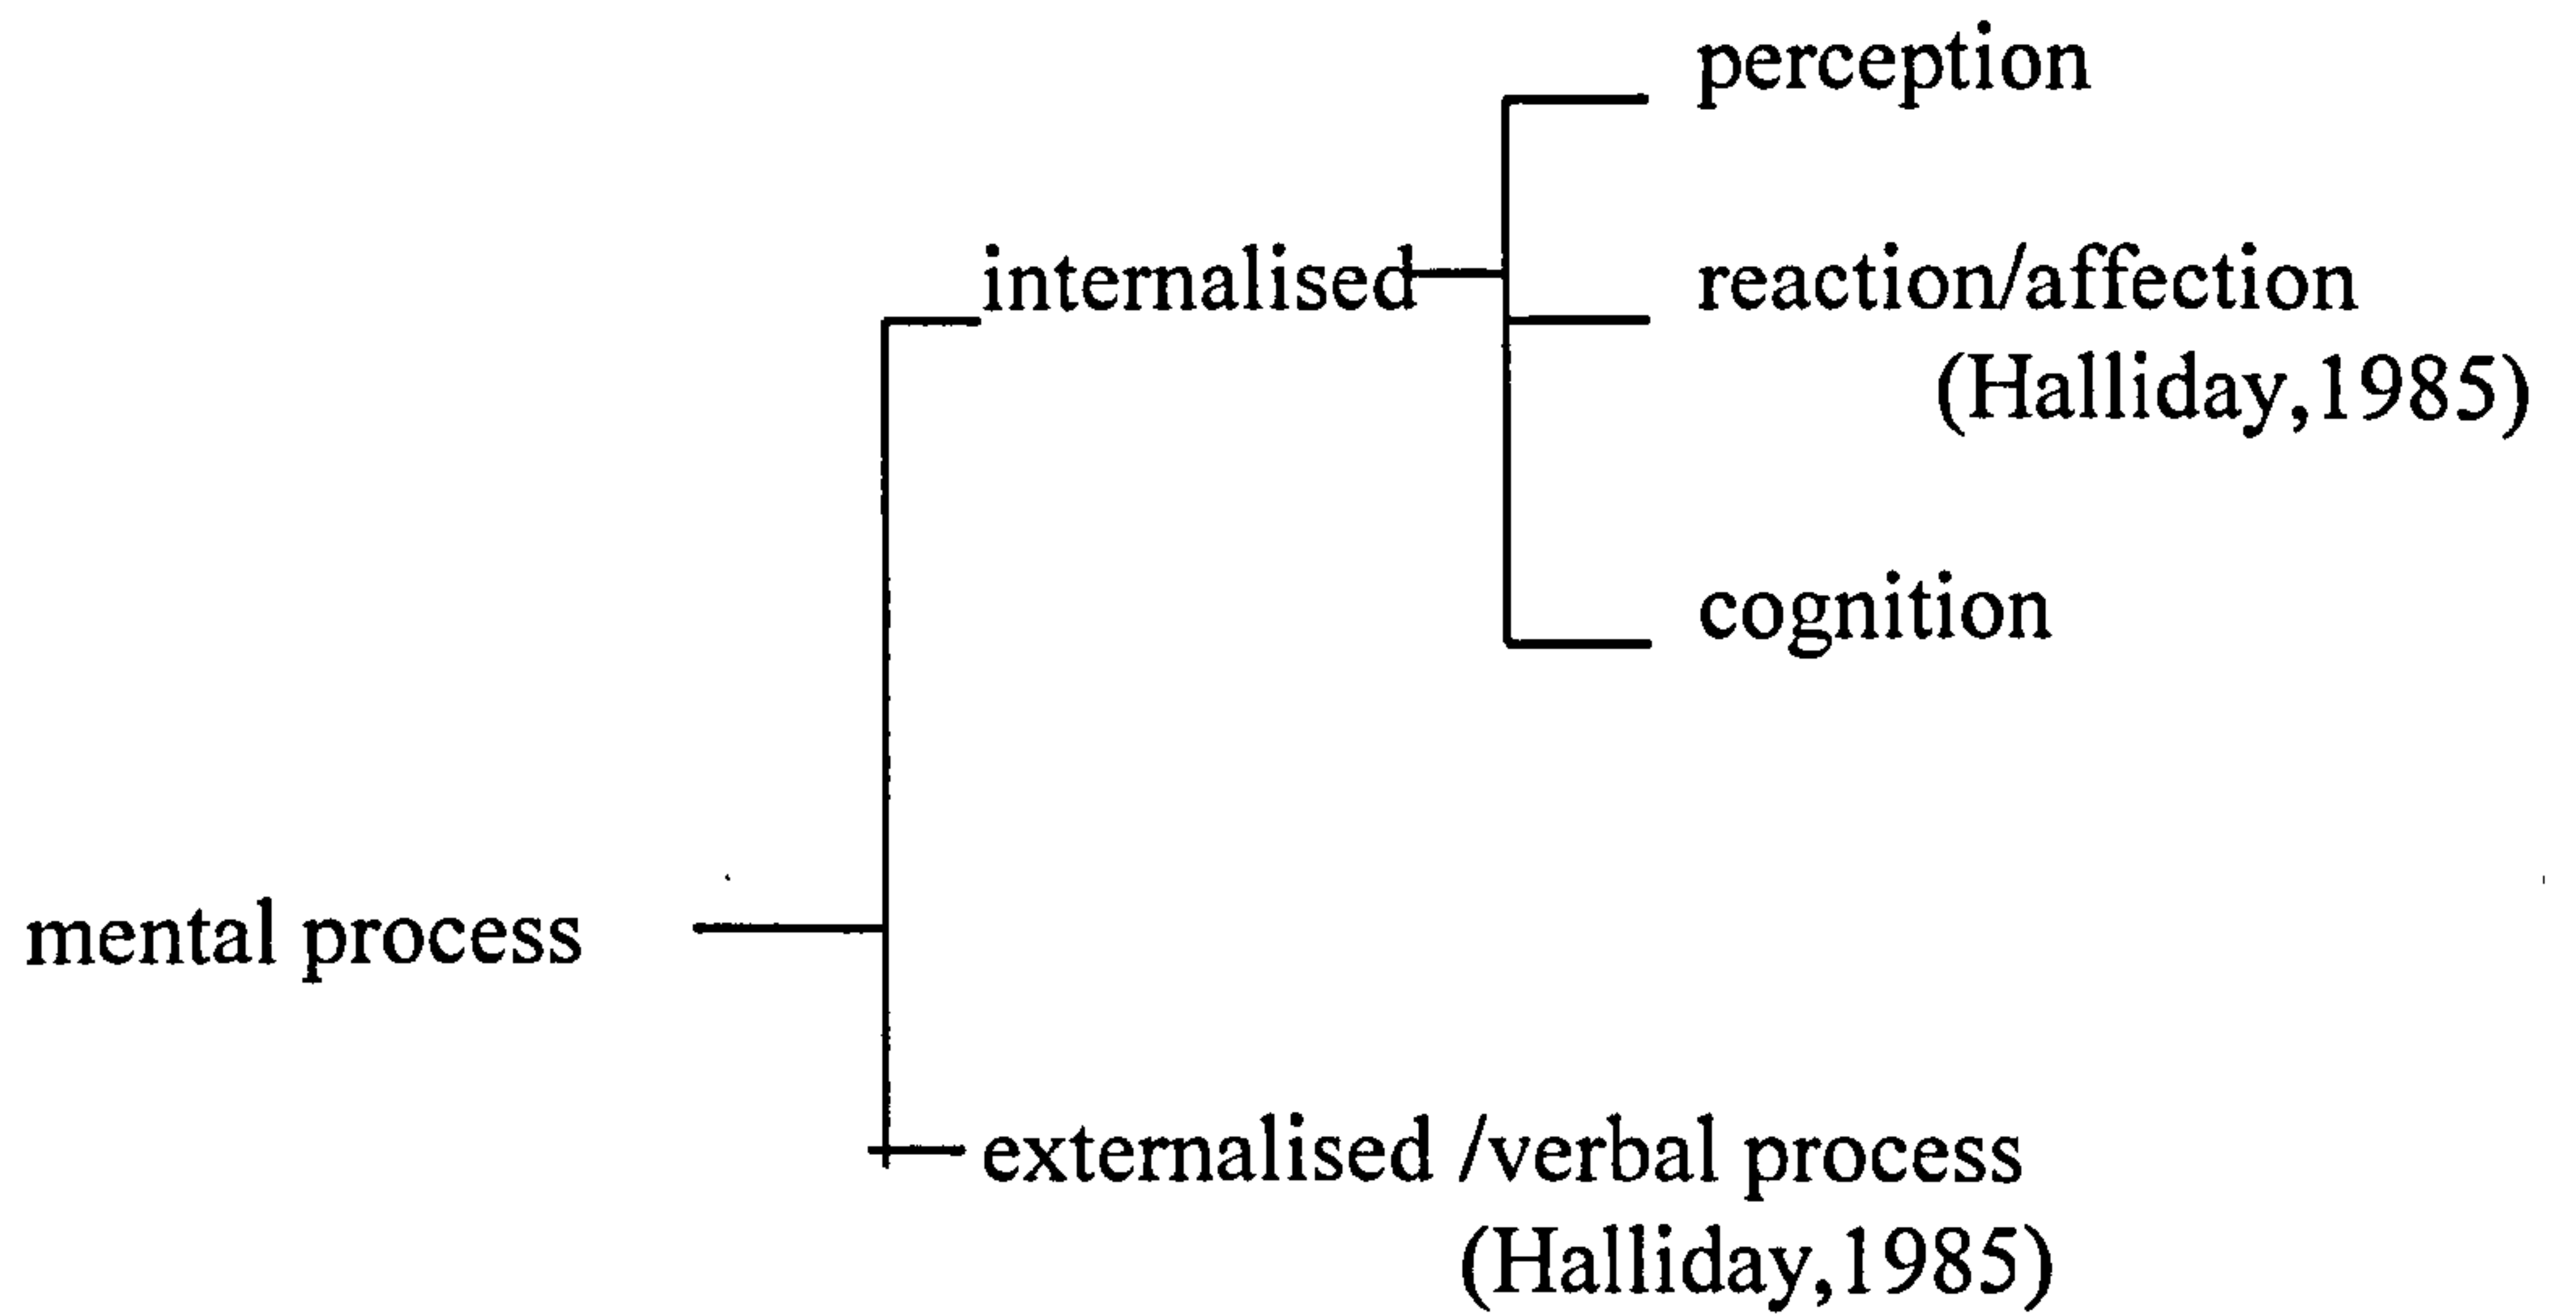 perception
internalised
reaction/affection
(Halliday,1985)
cognition
mental process
externalised /verbal process
(Halliday,1985)